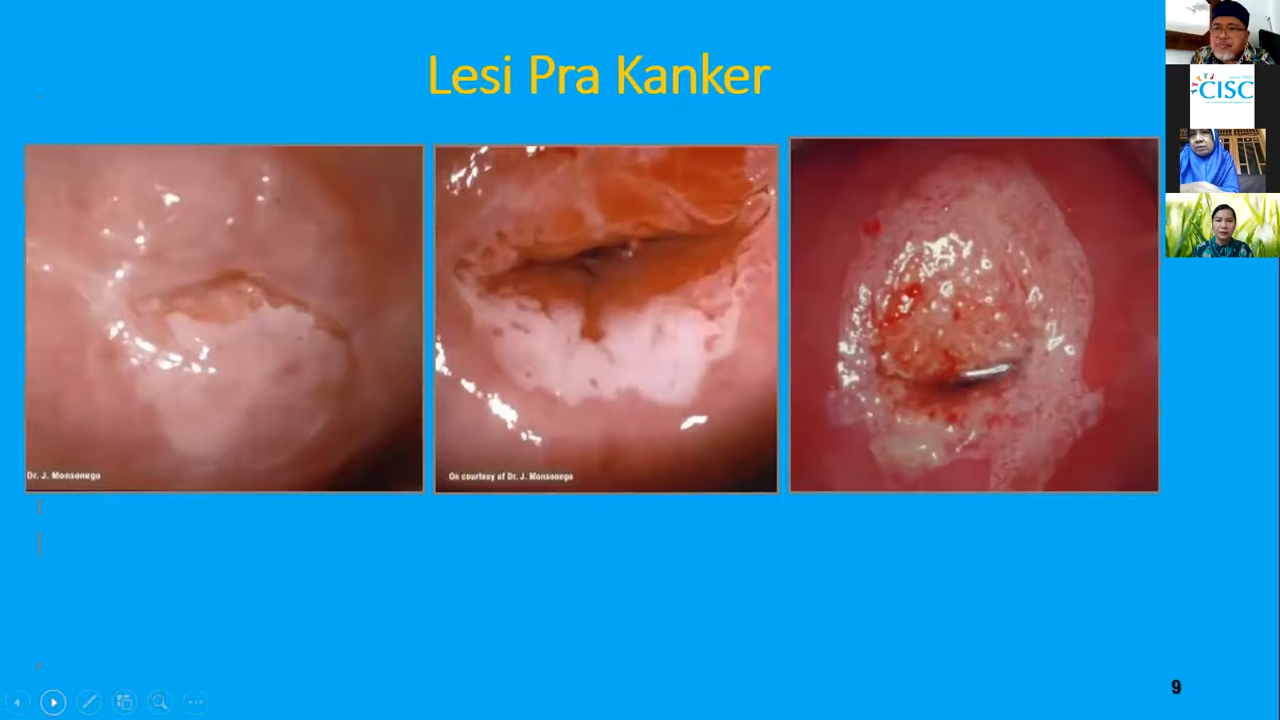 Lesi Pra Kanker
Dr. J. Monsonego
On courtesy of Dr. J. Monsonego
CISC
9